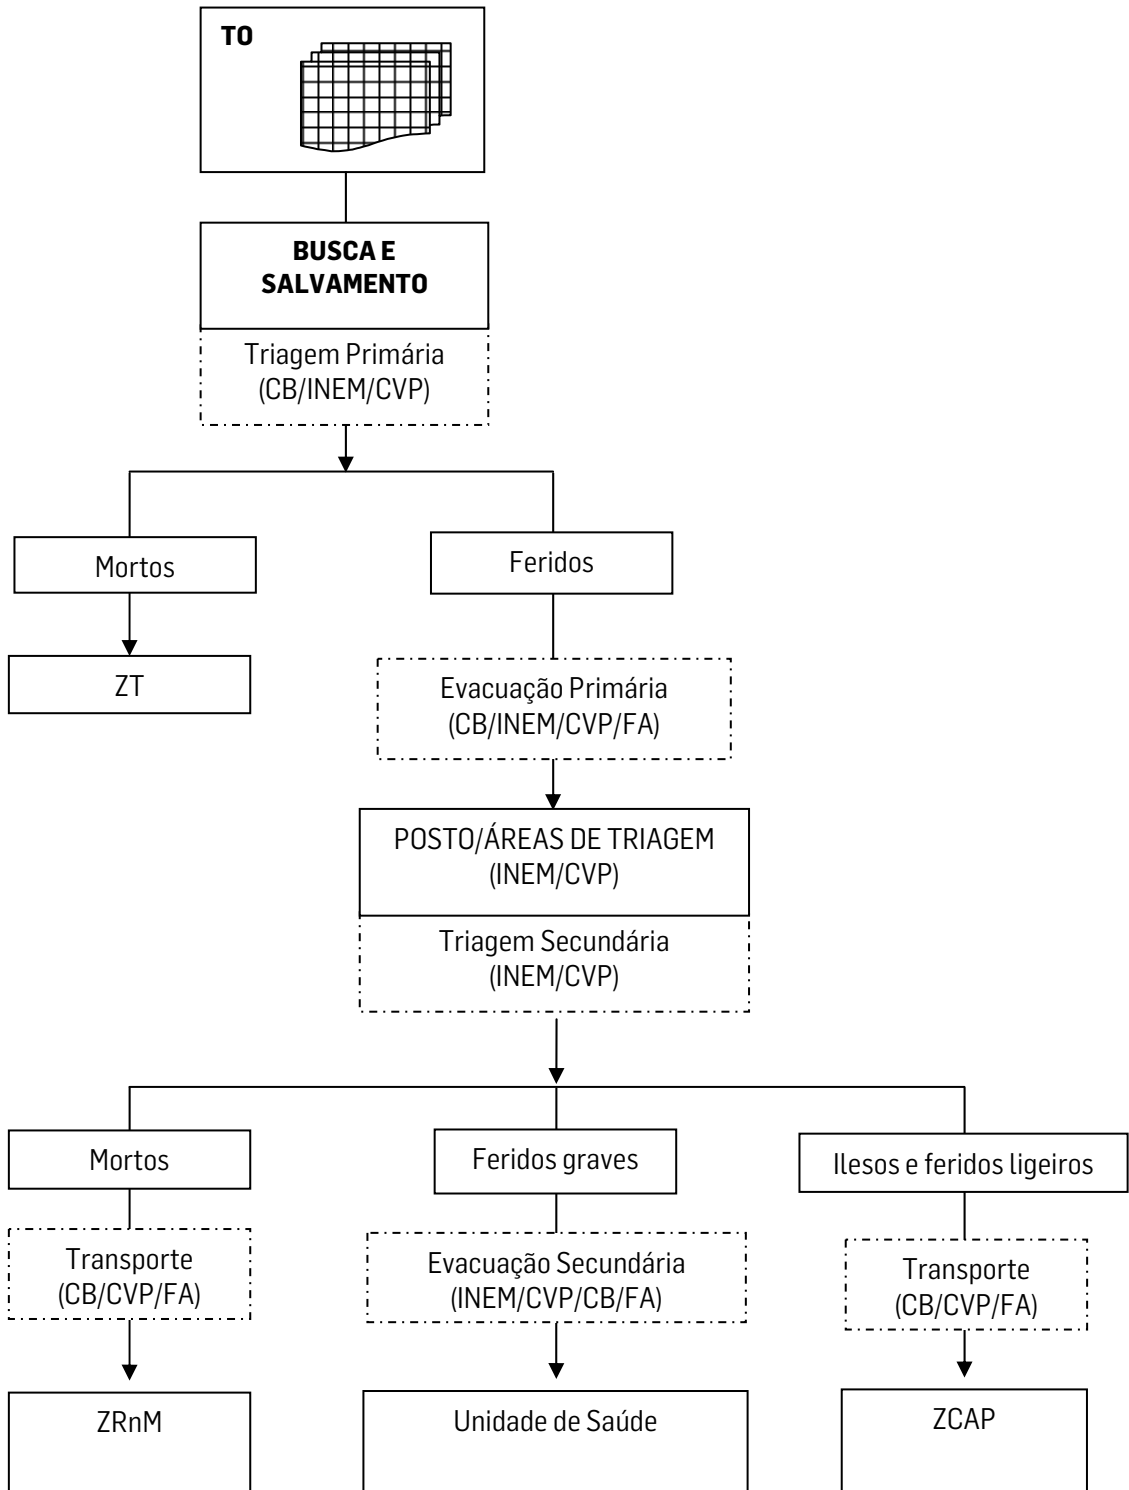 TO
BUSCA E
SALVAMENTO
Triagem Primária
(CB/INEM/CVP)
Mortos
Feridos
ZT
Evacuação Primária
(CB/INEM/CVP/FA)
POSTO/ÁREAS DE TRIAGEM
(INEM/CVP)
Triagem Secundária
(INEM/CVP)
Mortos
Feridos graves
Ilesos e feridos ligeiros
Transporte
(CB/CVP/FA)
Evacuação Secundária
(INEM/CVP/CB/FA)
Transporte
(CB/CVP/FA)
ZRnM
Unidade de Saúde
ZCAP